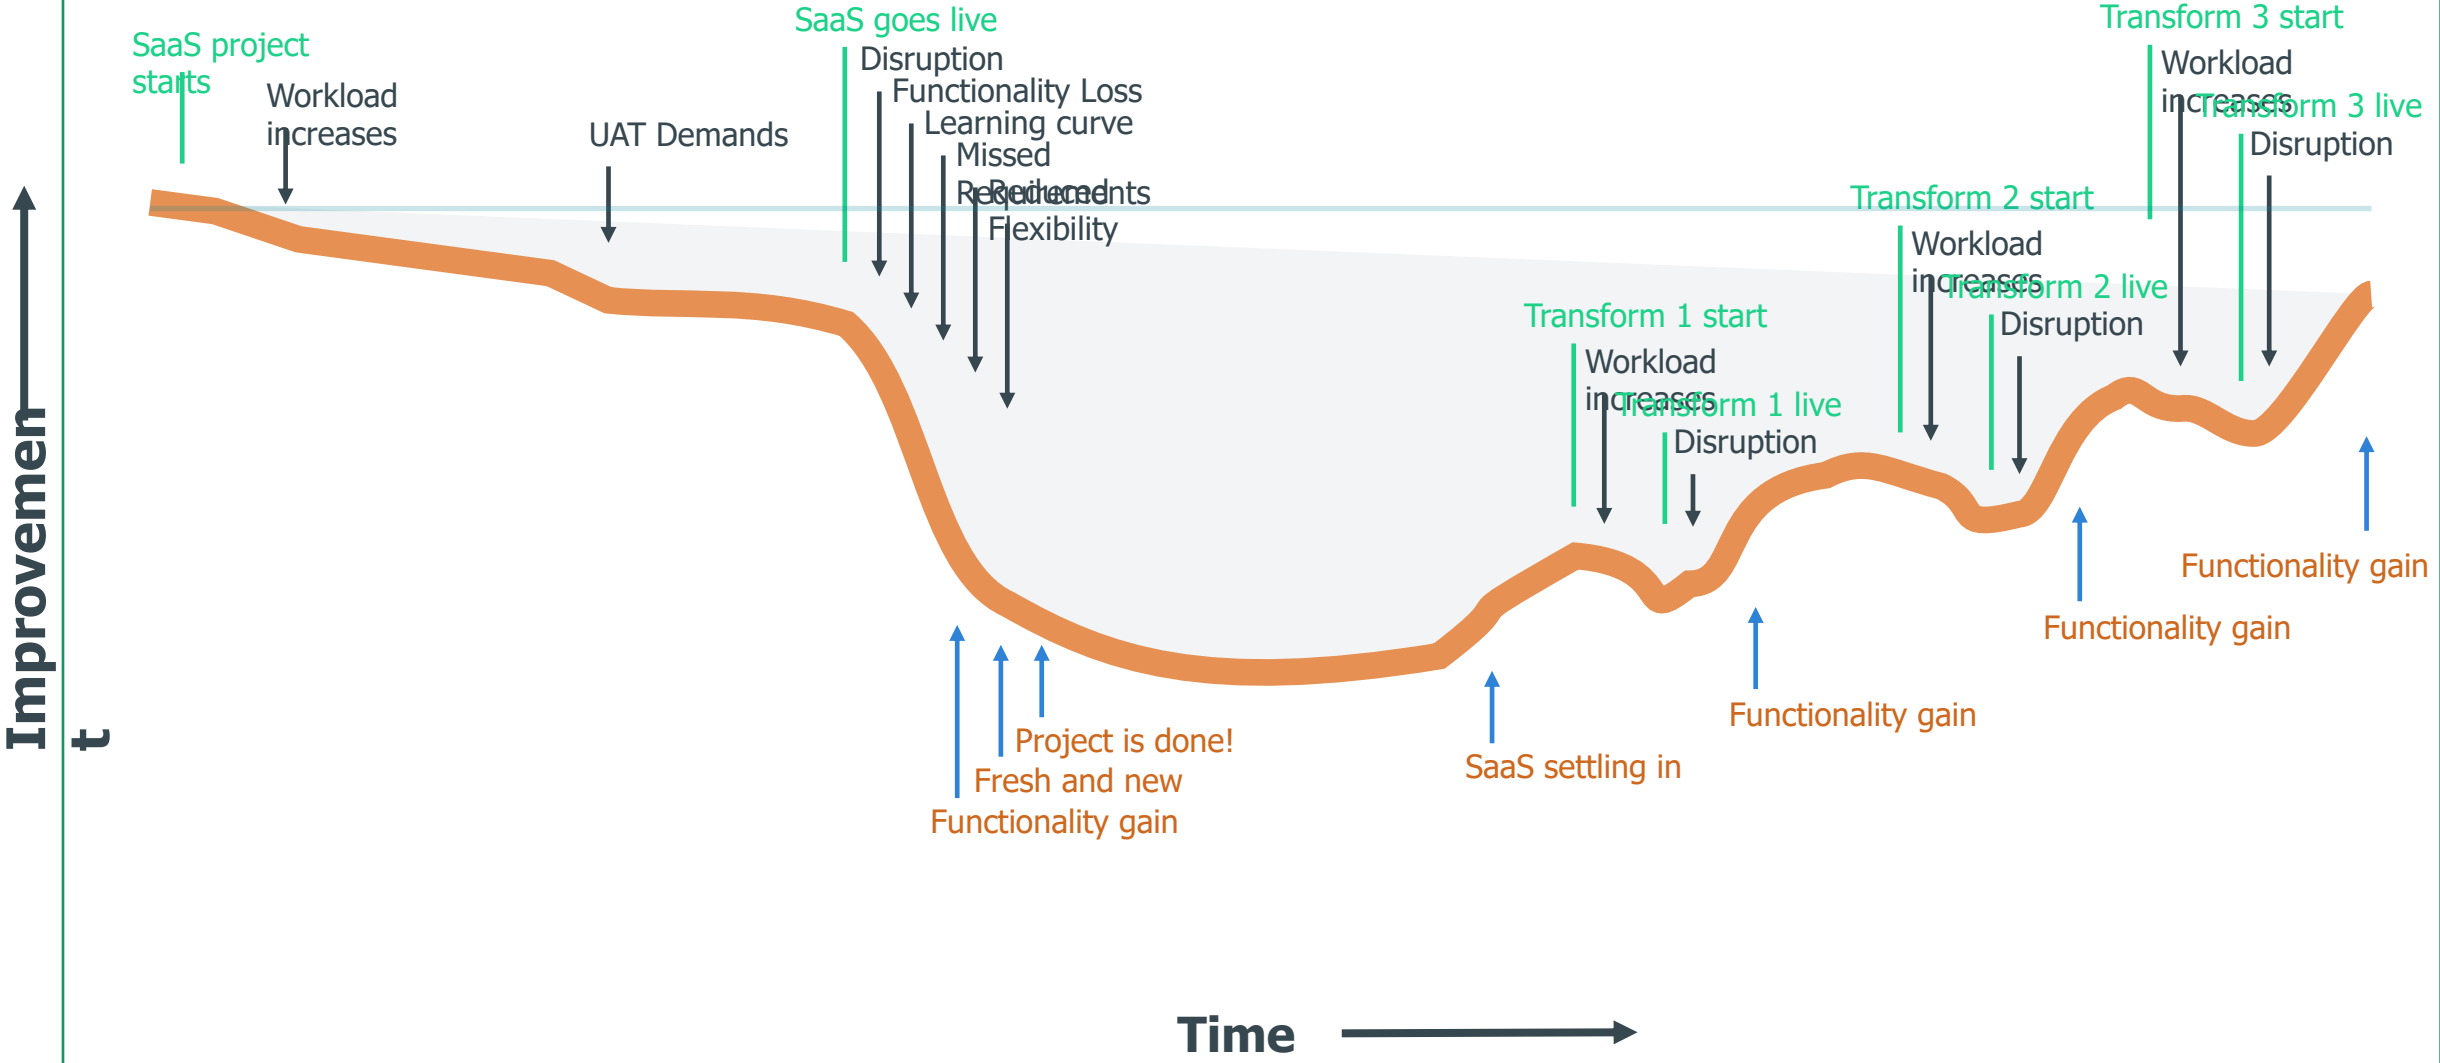 SaaS project
starts
Workload
increases
UAT Demands
SaaS goes live
Disruption
Functionality Loss
Learning curve
Missed
Requirements
Reduced
Flexibility
Transform 1 start
Workload
increases
Transform 1 live
Disruption
Transform 2 start
Workload
increases
Transform 2 live
Disruption
Transform 3 start
Workload
increases
Transform 3 live
Disruption
Improvemen
t
Project is done!
Fresh and new
Functionality gain
SaaS settling in
Functionality gain
Functionality gain
Functionality gain
Time